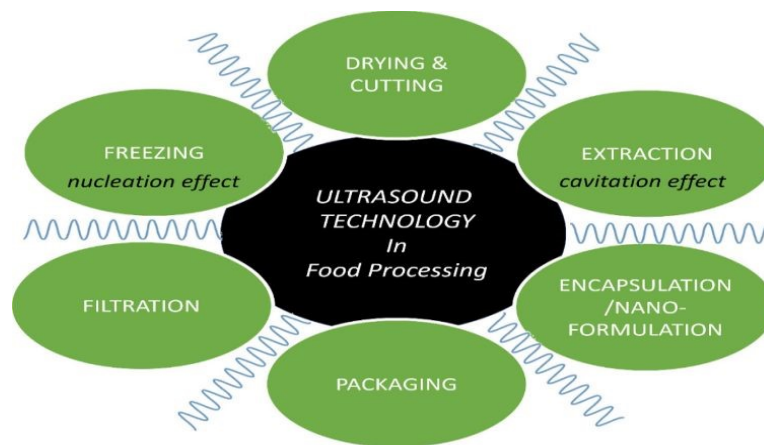 DRYING &
CUTTING
FREEZING
nucleation effect
EXTRACTION
cavitation effect
ULTRASOUND
TECHNOLOGY
In
Food Processing
FILTRATION
ENCAPSULATION
/NANO-
FORMULATION
PACKAGING